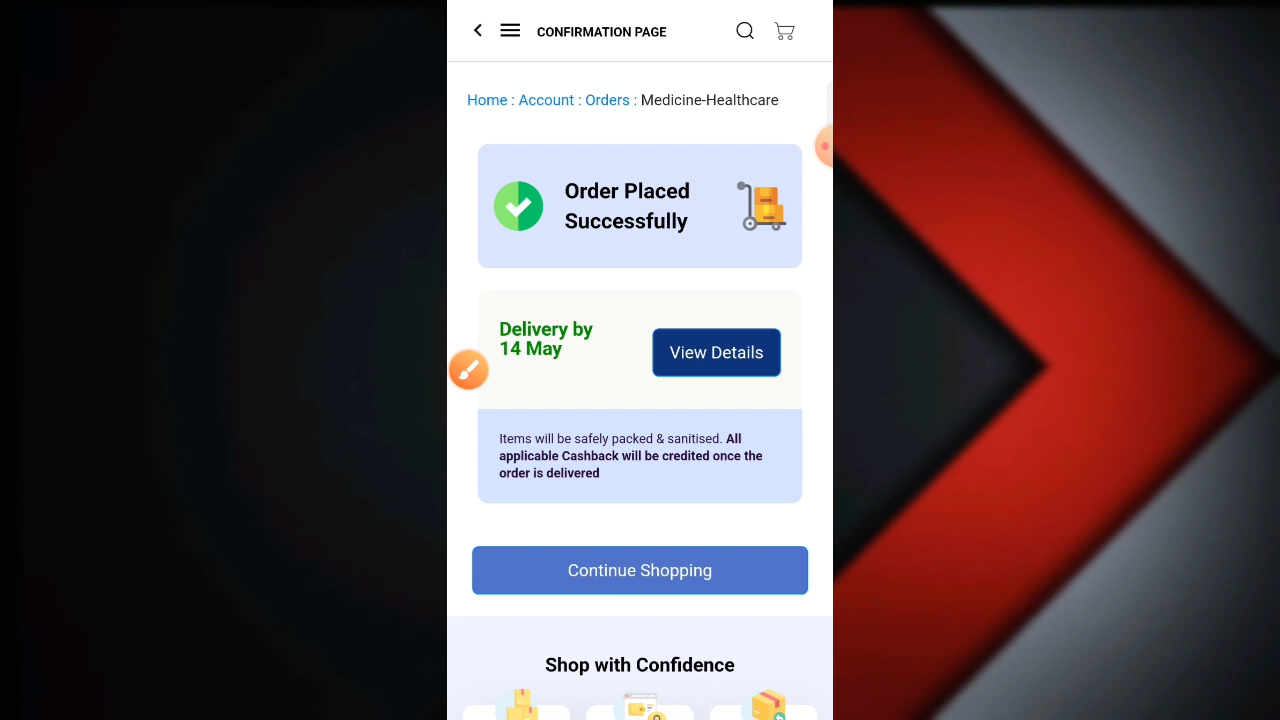 CONFIRMATION PAGE
Home : Account : Orders : Medicine-Healthcare
Order Placed
Successfully
Delivery by
14 May
View Details
Items will be safely packed & sanitised. All
applicable Cashback will be credited once the
order is delivered
Continue Shopping
Shop with Confidence